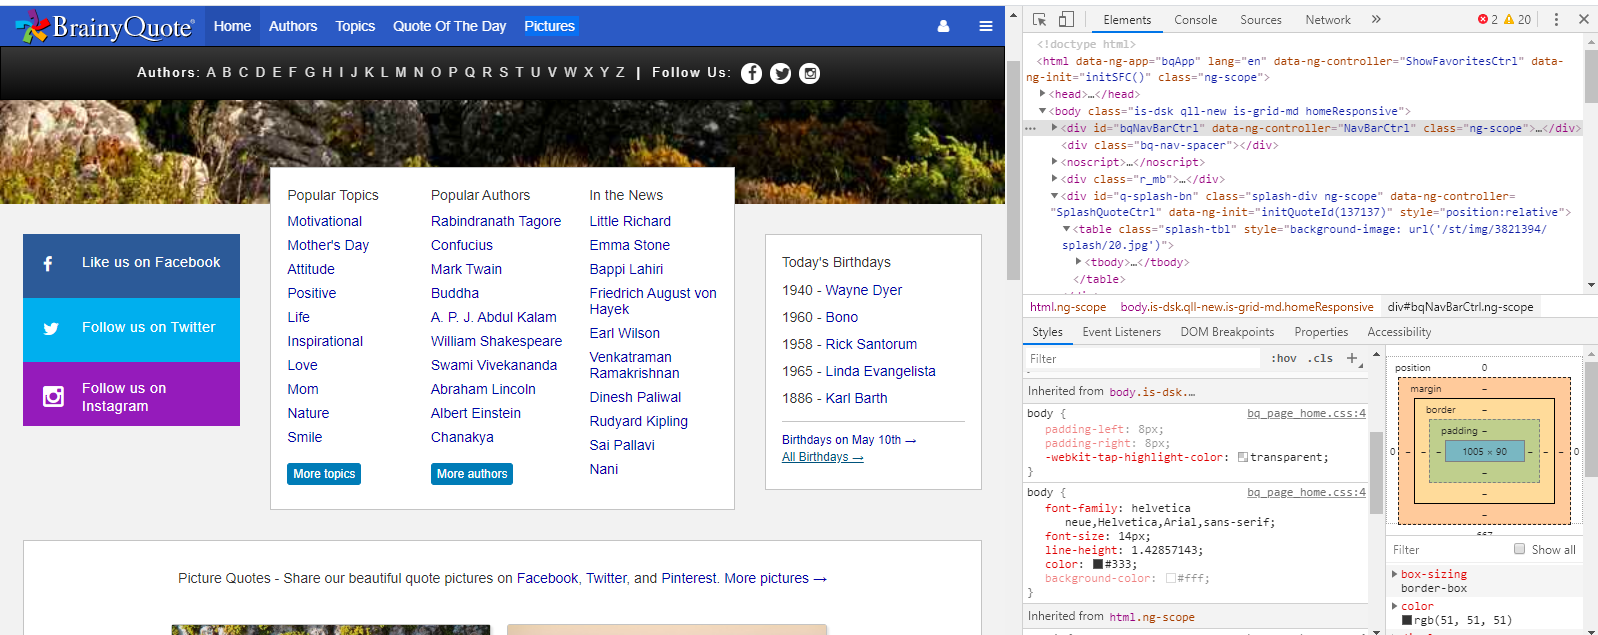 BrainyQuote® Home Authors Topics Quote Of The Day Pictures
Authors: A B C D E F G H I J K L M N O P Q R S T U V W X Y Z | Follow Us:
Like us on Facebook
Follow us on Twitter
Follow us on
Instagram
Popular Topics
Motivational
Mother's Day
Attitude
Positive
Life
Inspirational
Love
Mom
Nature
Smile
More topics
Popular Authors
Rabindranath Tagore
Confucius
Mark Twain
Buddha
A. P. J. Abdul Kalam
William Shakespeare
Swami Vivekananda
Abraham Lincoln
Albert Einstein
Chanakya
More authors
In the News
Little Richard
Emma Stone
Bappi Lahiri
Friedrich August von
Hayek
Earl Wilson
Venkatraman
Ramakrishnan
Dinesh Paliwal
Rudyard Kipling
Sai Pallavi
Nani
Today's Birthdays
1940 - Wayne Dyer
1960 - Bono
1958 - Rick Santorum
1965 - Linda Evangelista
1886 - Karl Barth
Birthdays on May 10th →
All Birthdays →
Picture Quotes - Share our beautiful quote pictures on Facebook, Twitter, and Pinterest. More pictures →
Elements Console Sources Network » 2 20
<!doctype html>
<html data-ng-app="bqApp" lang="en" data-ng-controller="ShowFavoritesCtrl" data-
ng-init="initSFC()" class="ng-scope">
<head>…</head>
<body class="is-dsk qll-new is-grid-md homeResponsive">
<div id="bqNavBarCtrl" data-ng-controller="NavBarCtrl" class="ng-scope">…</div>
<div class="bq-nav-spacer"></div>
<noscript>…</noscript>
<div class="r_mb">…</div>
<div id="q-splash-bn" class="splash-div ng-scope" data-ng-controller=
"SplashQuoteCtrl" data-ng-init="initQuoteId(137137)" style="position:relative">
<table class="splash-tbl" style="background-image: url('/st/img/3821394/
splash/20.jpg')">
<tbody>…</tbody>
</table>
html.ng-scope body.is-dsk.qll-new.is-grid-md.homeResponsive div#bqNavBarCtrl.ng-scope
Styles Event Listeners DOM Breakpoints Properties Accessibility
Filter :hov .cls +
Inherited from body.is-dsk.…
body { bq_page_home.css:4
padding-left: 8px;
padding-right: 8px;
-webkit-tap-highlight-color: transparent;
}
body { bq_page_home.css:4
font-family: helvetica
neue,Helvetica,Arial,sans-serif;
font-size: 14px;
line-height: 1.42857143;
color: #333;
background-color: #fff;
}
Inherited from html.ng-scope
position 0
margin –
border –
padding –
0 – – – 1005 × 90 – – – 0
–
–
–
Filter Show all
box-sizing
border-box
color
rgb(51, 51, 51)